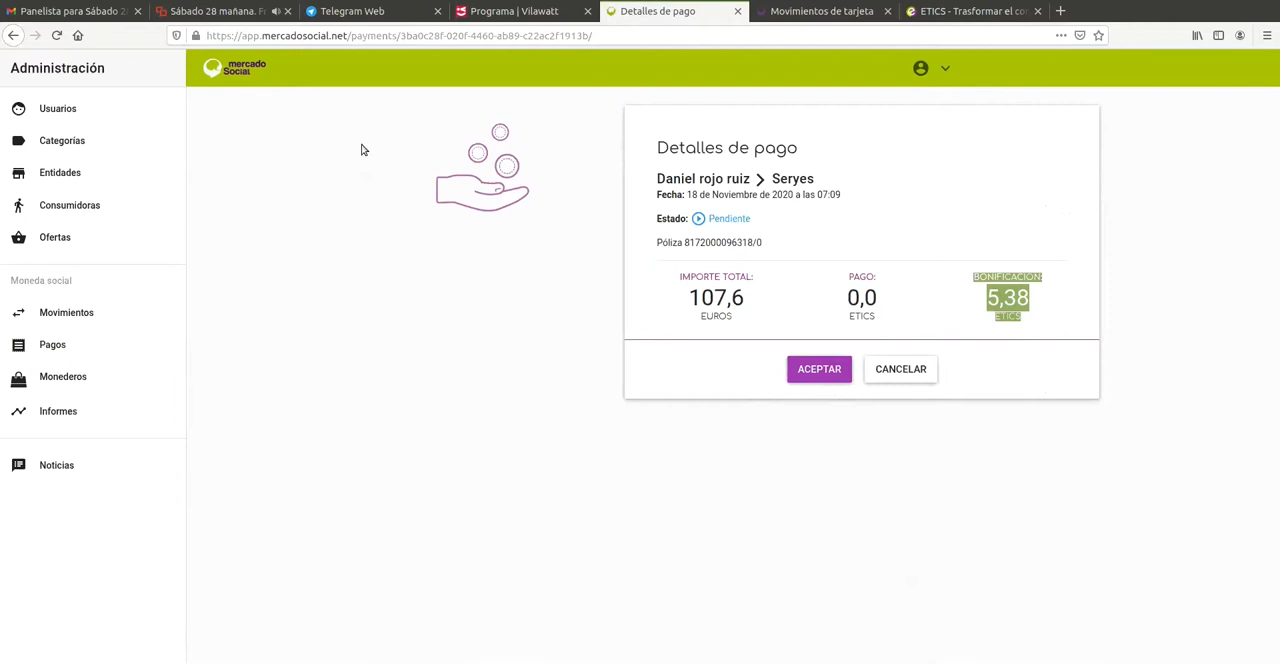 Panelista para Sábado 2
Sábado 28 mañana. F
Telegram Web
Programa | Vilawatt
Detalles de pago
Movimientos de tarjeta
ETICS - Trasformar el co
https://app.mercadosocial.net/payments/3ba0c28f-020f-4460-ab89-c22ac2f1913b/
Administración
mercado
Social
Usuarios
Categorías
Entidades
Consumidoras
Ofertas
Moneda social
Movimientos
Pagos
Monederos
Informes
Noticias
Detalles de pago
Daniel rojo ruiz > Seryes
Fecha: 18 de Noviembre de 2020 a las 07:09
Estado: Pendiente
Póliza 8172000096318/0
IMPORTE TOTAL:
107,6
EUROS
PAGO:
0,0
ETICS
BONIFICACIÓN:
5,38
ETICS
ACEPTAR
CANCELAR